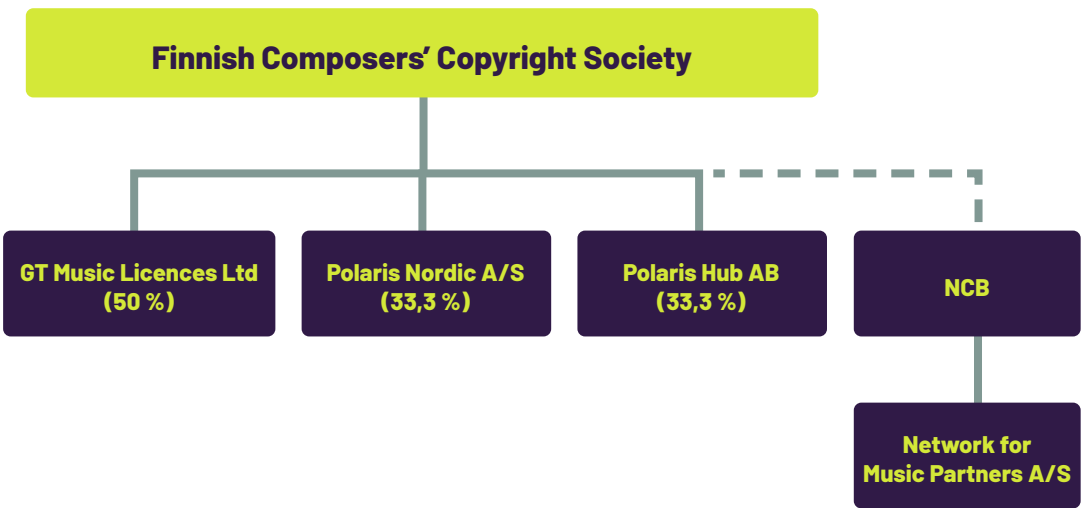 Finnish Composers’ Copyright Society
GT Music Licences Ltd
(50 %)
Polaris Nordic A/S
(33,3 %)
Polaris Hub AB
(33,3 %)
NCB
Network for
Music Partners A/S